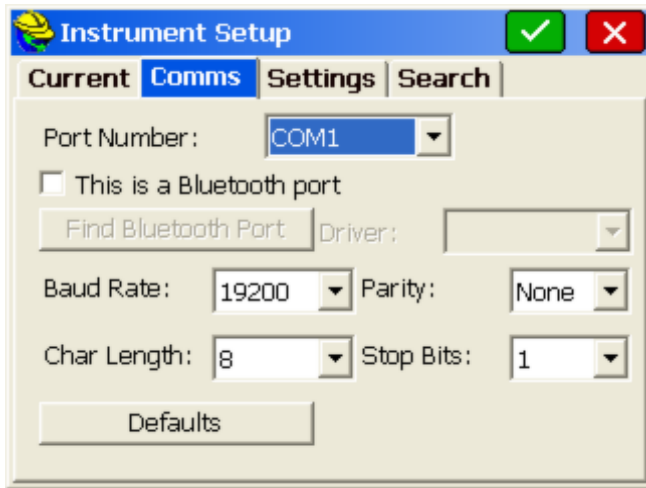 Instrument Setup
Current Comms Settings Search
Port Number: COM1
This is a Bluetooth port
Find Bluetooth Port Driver:
Baud Rate: 19200 Parity: None
Char Length: 8 Stop Bits: 1
Defaults